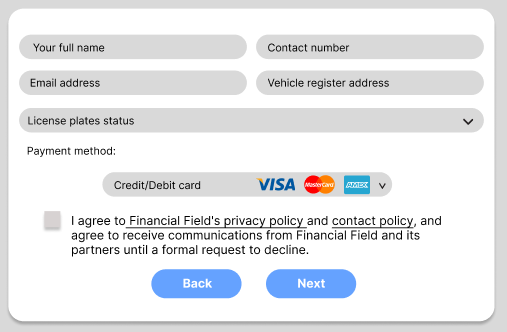 Your full name
Contact number
Email address
Vehicle register address
License plates status
Payment method:
Credit/Debit card
VISA
MasterCard
AMEX
I agree to Financial Field's privacy policy and contact policy, and
agree to receive communications from Financial Field and its
partners until a formal request to decline.
Back
Next